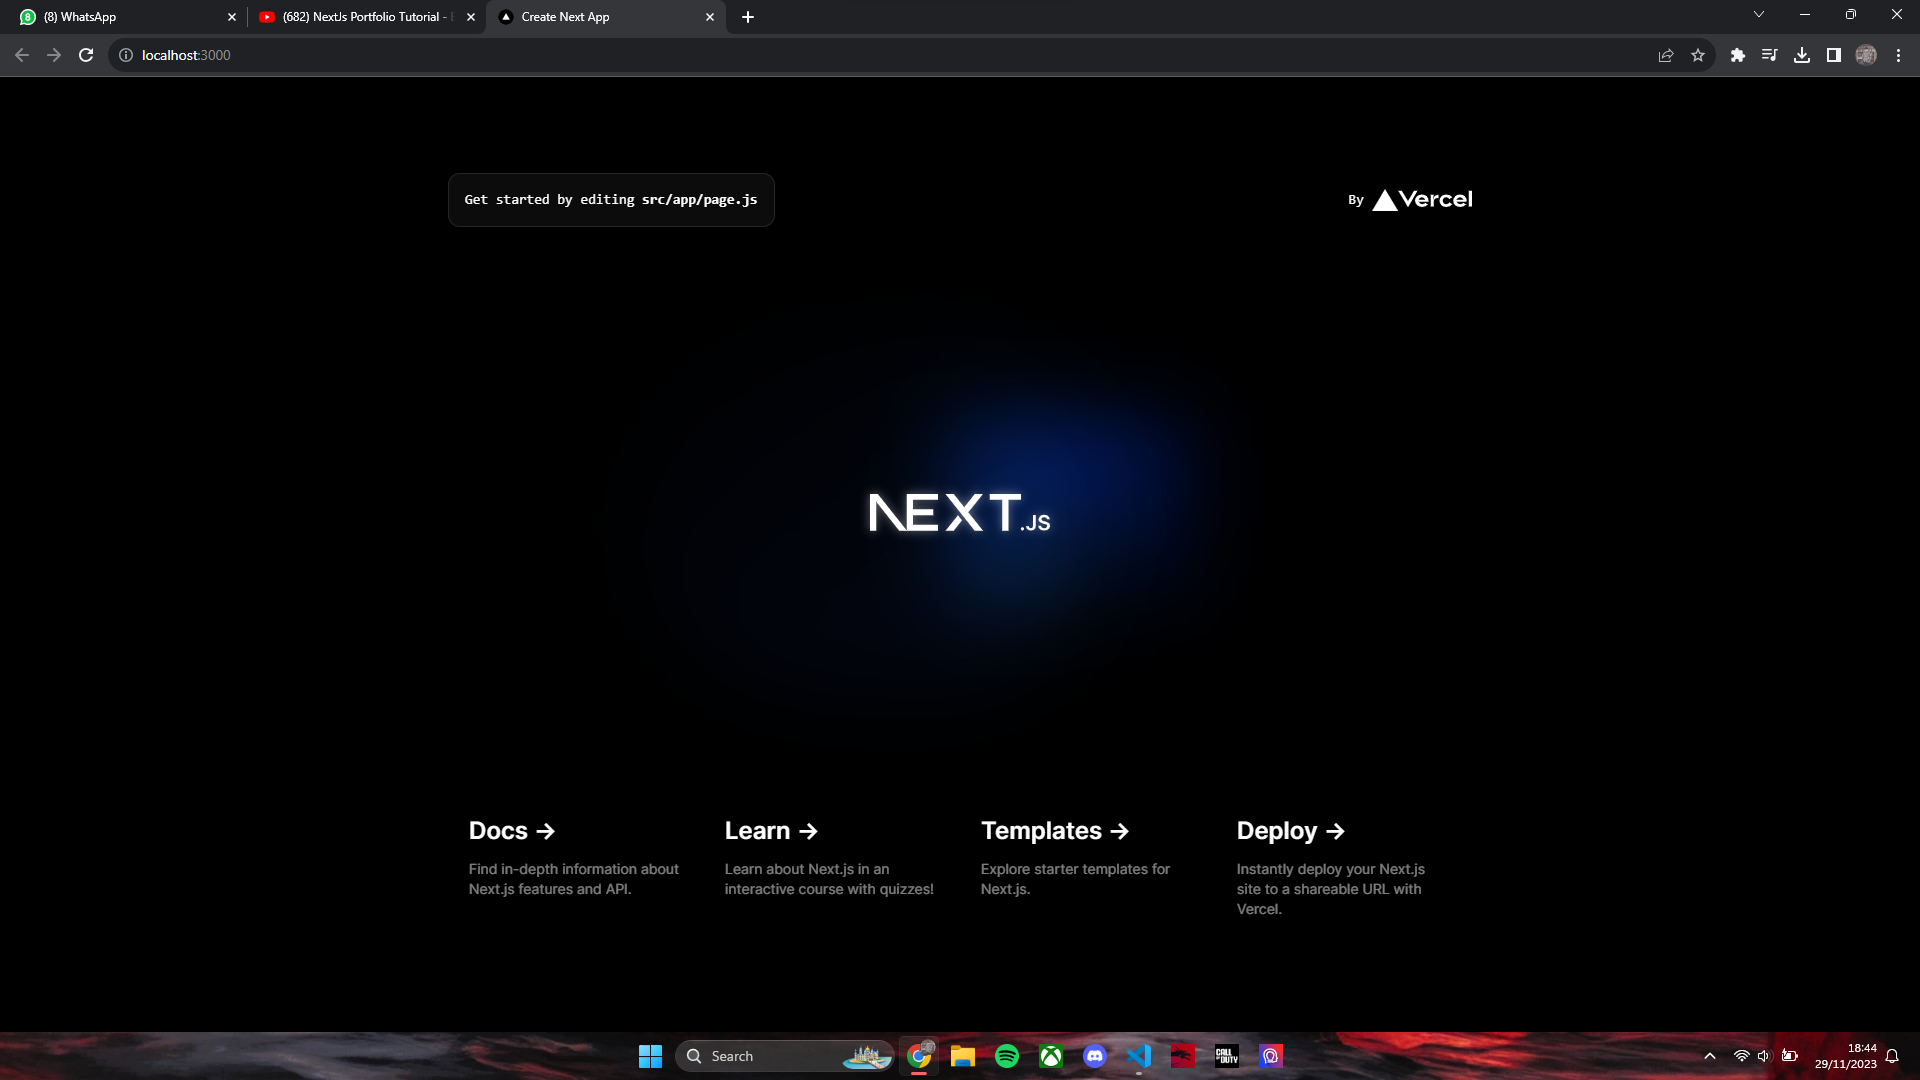 (8) WhatsApp
(682) NextJs Portfolio Tutorial -
Create Next App
localhost:3000
Get started by editing src/app/page.js
By Vercel
NEXT.JS
Docs →
Find in-depth information about
Next.js features and API.
Learn →
Learn about Next.js in an
interactive course with quizzes!
Templates →
Explore starter templates for
Next.js.
Deploy →
Instantly deploy your Next.js
site to a shareable URL with
Vercel.
Search
CALL OF DUTY
18:44
29/11/2023